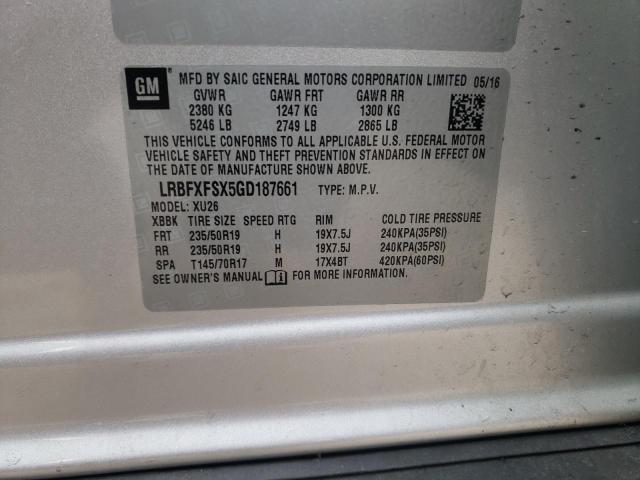 GM
MFD BY SAIC GENERAL MOTORS CORPORATION LIMITED 05/16
GVWR GAWR FRT GAWR RR
2380 KG 1247 KG 1300 KG
5246 LB 2749 LB 2865 LB
THIS VEHICLE CONFORMS TO ALL APPLICABLE U.S. FEDERAL MOTOR
VEHICLE SAFETY AND THEFT PREVENTION STANDARDS IN EFFECT ON
THE DATE OF MANUFACTURE SHOWN ABOVE.
LRBFXFSX5GD187661 TYPE: M.P.V.
MODEL: XU26
XBBK TIRE SIZE SPEED RTG RIM COLD TIRE PRESSURE
FRT 235/50R19 H 19X7.5J 240KPA(35PSI)
RR 235/50R19 H 19X7.5J 240KPA(35PSI)
SPA T145/70R17 M 17X4BT 420KPA(60PSI)
SEE OWNER'S MANUAL FOR MORE INFORMATION